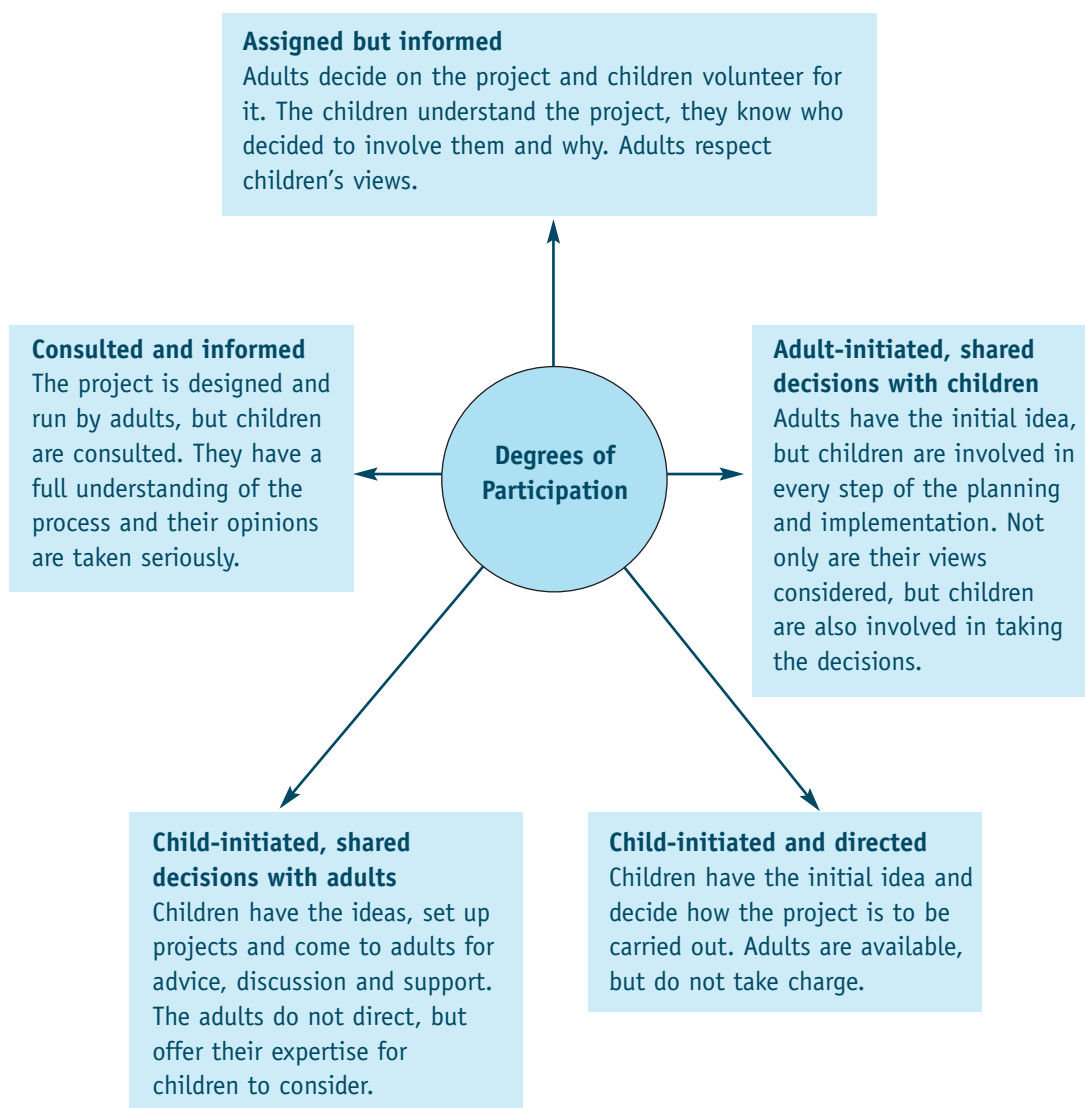 Assigned but informed
Adults decide on the project and children volunteer for
it. The children understand the project, they know who
decided to involve them and why. Adults respect
children’s views.
Consulted and informed
The project is designed and
run by adults, but children
are consulted. They have a
full understanding of the
process and their opinions
are taken seriously.
Degrees of
Participation
Adult-initiated, shared
decisions with children
Adults have the initial idea,
but children are involved in
every step of the planning
and implementation. Not
only are their views
considered, but children
are also involved in taking
the decisions.
Child-initiated, shared
decisions with adults
Children have the ideas, set up
projects and come to adults for
advice, discussion and support.
The adults do not direct, but
offer their expertise for
children to consider.
Child-initiated and directed
Children have the initial idea and
decide how the project is to be
carried out. Adults are available,
but do not take charge.